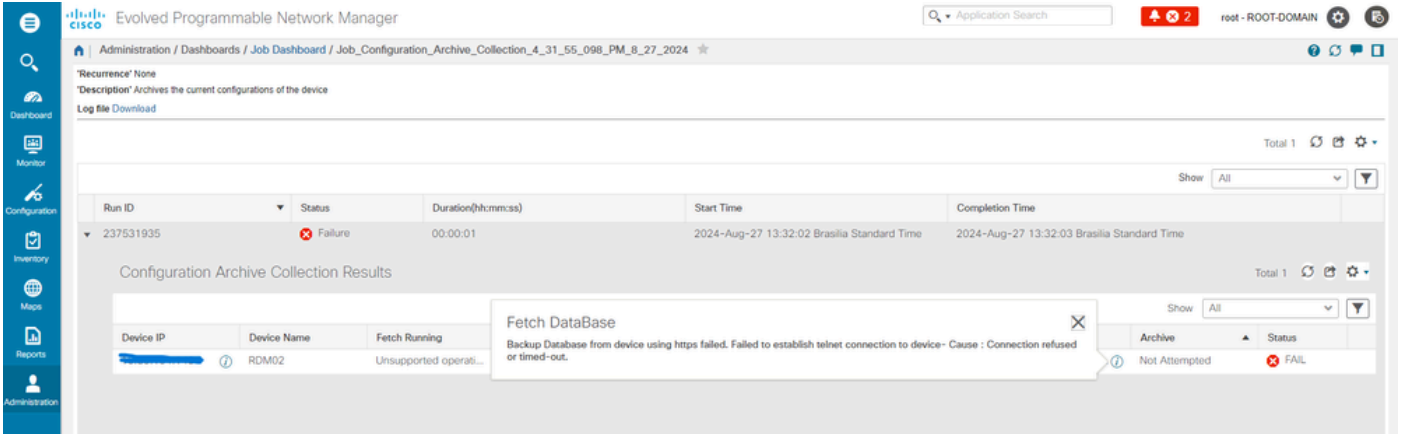 CISCO Evolved Programmable Network Manager
Application Search
2
root - ROOT-DOMAIN
Administration / Dashboards / Job Dashboard / Job_Configuration_Archive_Collection_4_31_55_098_PM_8_27_2024
'Recurrence' None
'Description' Archives the current configurations of the device
Log file Download
Dashboard
Monitor
Configuration
Inventory
Maps
Reports
Administration
Total 1
Show All
Run ID Status Duration(hh:mm:ss) Start Time Completion Time
237531935 Failure 00:00:01 2024-Aug-27 13:32:02 Brasilia Standard Time 2024-Aug-27 13:32:03 Brasilia Standard Time
Configuration Archive Collection Results
Total 1
Show All
Device IP Device Name Fetch Running Archive Status
RDM02 Unsupported operati... Not Attempted FAIL
Fetch DataBase
Backup Database from device using https failed. Failed to establish telnet connection to device- Cause : Connection refused
or timed-out.